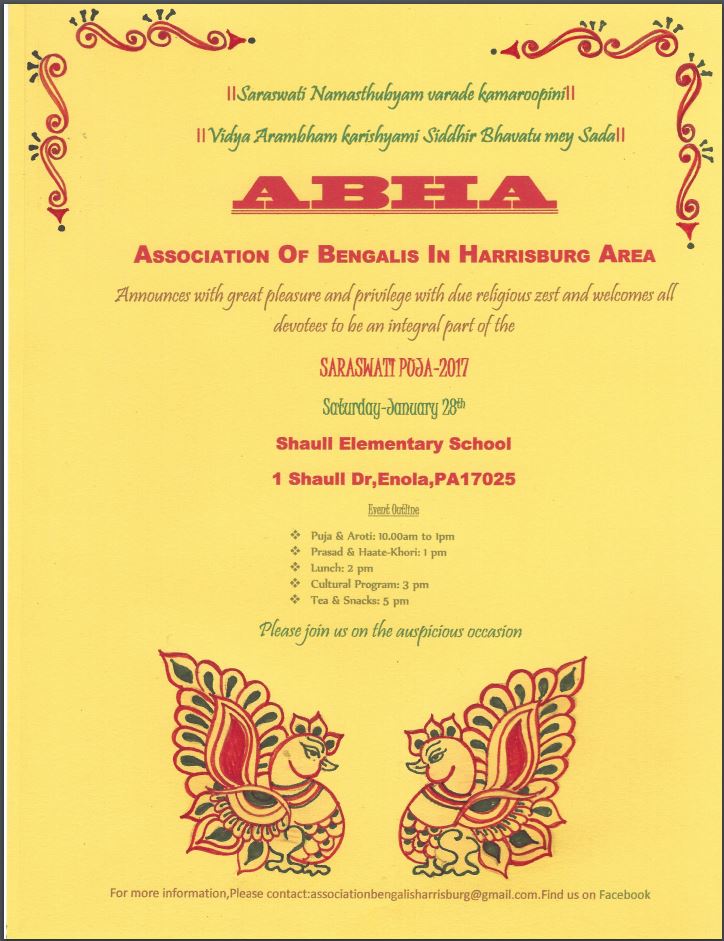 ||Saraswati Namasthubyam varade kamaroopini||
||Vidya Arambham karishyami Siddhir Bhavatu mey Sada||
ABHA
ASSOCIATION OF BENGALIS IN HARRISBURG AREA
Announces with great pleasure and privilege with due religious zest and welcomes all
devotees to be an integral part of the
SARASWATI PUJA-2017
Saturday-January 28th
Shaull Elementary School
1 Shaull Dr,Enola,PA17025
Event Outline
❖ Puja & Aroti: 10.00am to 1pm
❖ Prasad & Haate-Khori: 1 pm
❖ Lunch: 2 pm
❖ Cultural Program: 3 pm
❖ Tea & Snacks: 5 pm
Please join us on the auspicious occasion
For more information,Please contact:associationbengalisharrisburg@gmail.com.Find us on Facebook